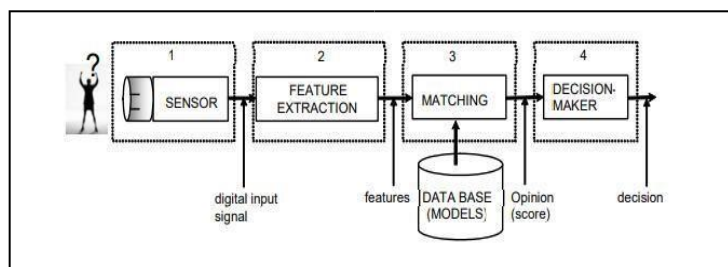 ?
1
2
3
4
SENSOR
FEATURE
EXTRACTION
MATCHING
DECISION-
MAKER
digital input
signal
features
DATA BASE
(MODELS)
Opinion
(score)
decision